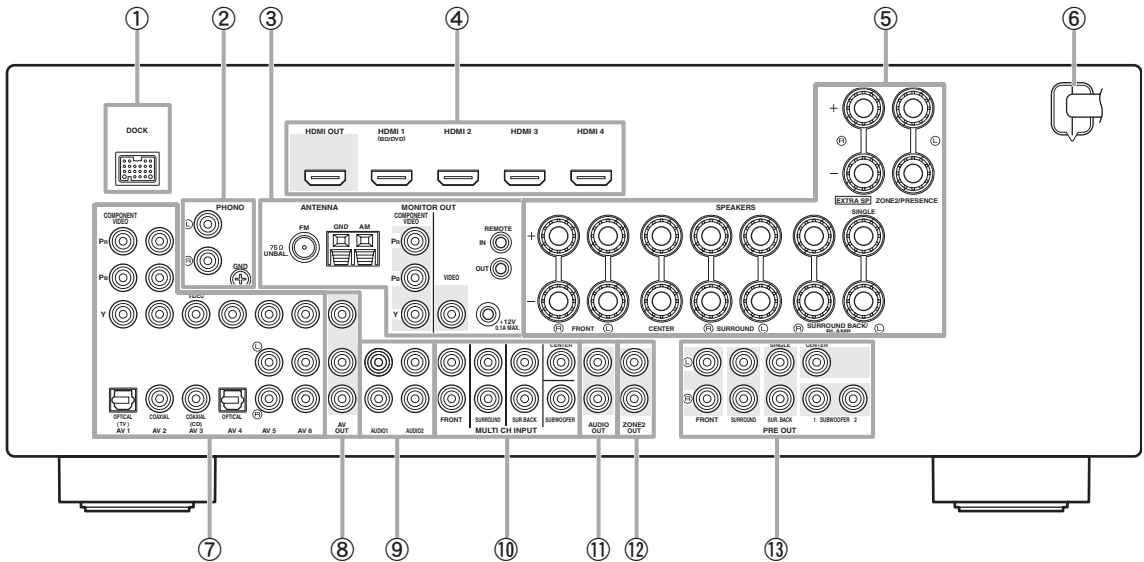 ① ② ③ ④ ⑤ ⑥
DOCK
HDMI OUT HDMI 1 HDMI 2 HDMI 3 HDMI 4
(BD/DVD)
+ Ⓡ Ⓛ −
EXTRA SP ZONE2/PRESENCE
COMPONENT VIDEO
PR
PB
Y
VIDEO
PHONO
Ⓛ
Ⓡ
GND
ANTENNA
FM
75Ω UNBAL.
GND AM
MONITOR OUT
COMPONENT VIDEO
PR
PB
Y
VIDEO
REMOTE
IN
OUT
+12V
0.1A MAX.
SPEAKERS
SINGLE
+
−
Ⓡ FRONT Ⓛ CENTER Ⓡ SURROUND Ⓛ Ⓡ SURROUND BACK/ Ⓛ
BI-AMP
Ⓛ
Ⓡ
OPTICAL COAXIAL COAXIAL OPTICAL
(TV) (CD)
AV 1 AV 2 AV 3 AV 4 AV 5 AV 6
AV OUT
AUDIO1 AUDIO2
CENTER
FRONT SURROUND SUR.BACK SUBWOOFER
MULTI CH INPUT
AUDIO OUT
ZONE2 OUT
SINGLE CENTER
Ⓛ
Ⓡ
FRONT SURROUND SUR. BACK 1 SUBWOOFER 2
PRE OUT
⑦ ⑧ ⑨ ⑩ ⑪ ⑫ ⑬